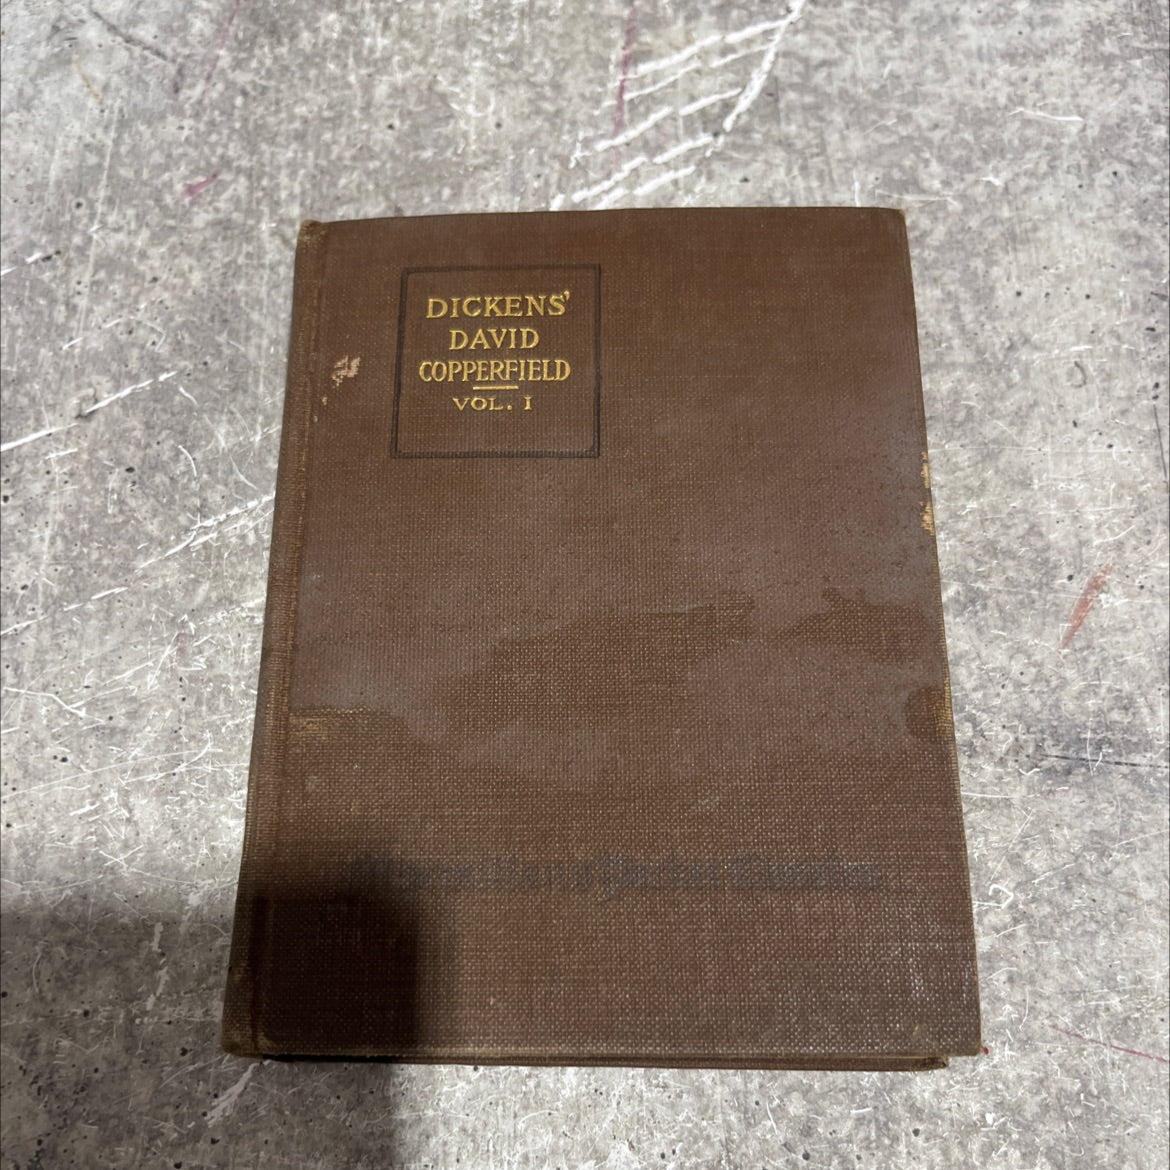 DICKENS'
DAVID
COPPERFIELD
VOL. I